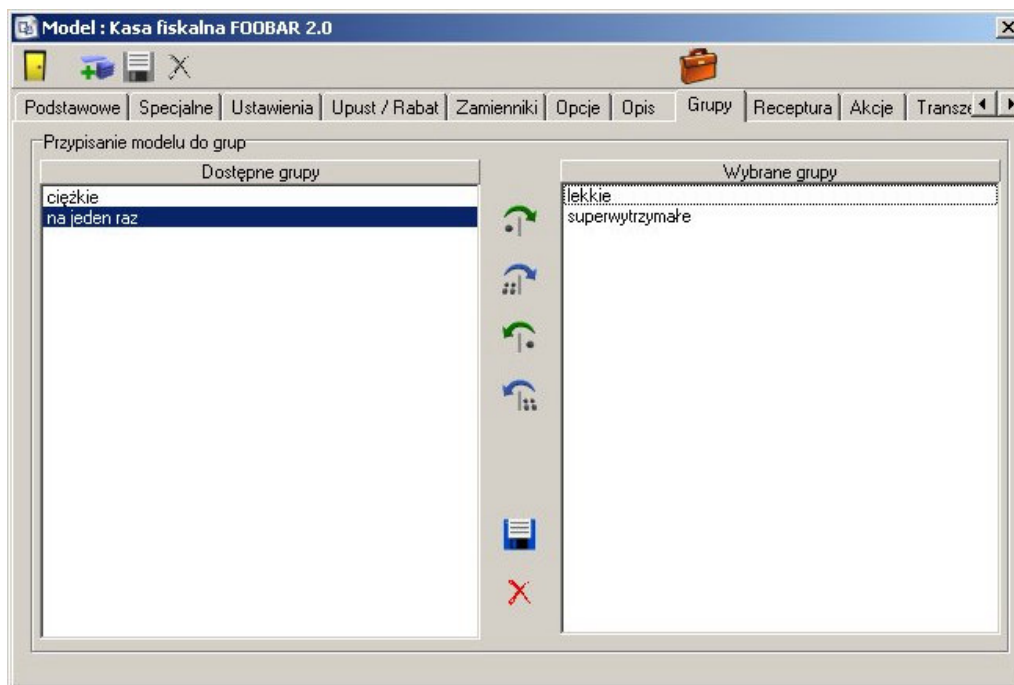 Model : Kasa fiskalna FOOBAR 2.0
Podstawowe Specjalne Ustawienia Upust / Rabat Zamienniki Opcje Opis Grupy Receptura Akcje Transze
Przypisanie modelu do grup
Dostępne grupy Wybrane grupy
ciężkie lekkie
na jeden raz superwytrzymałe